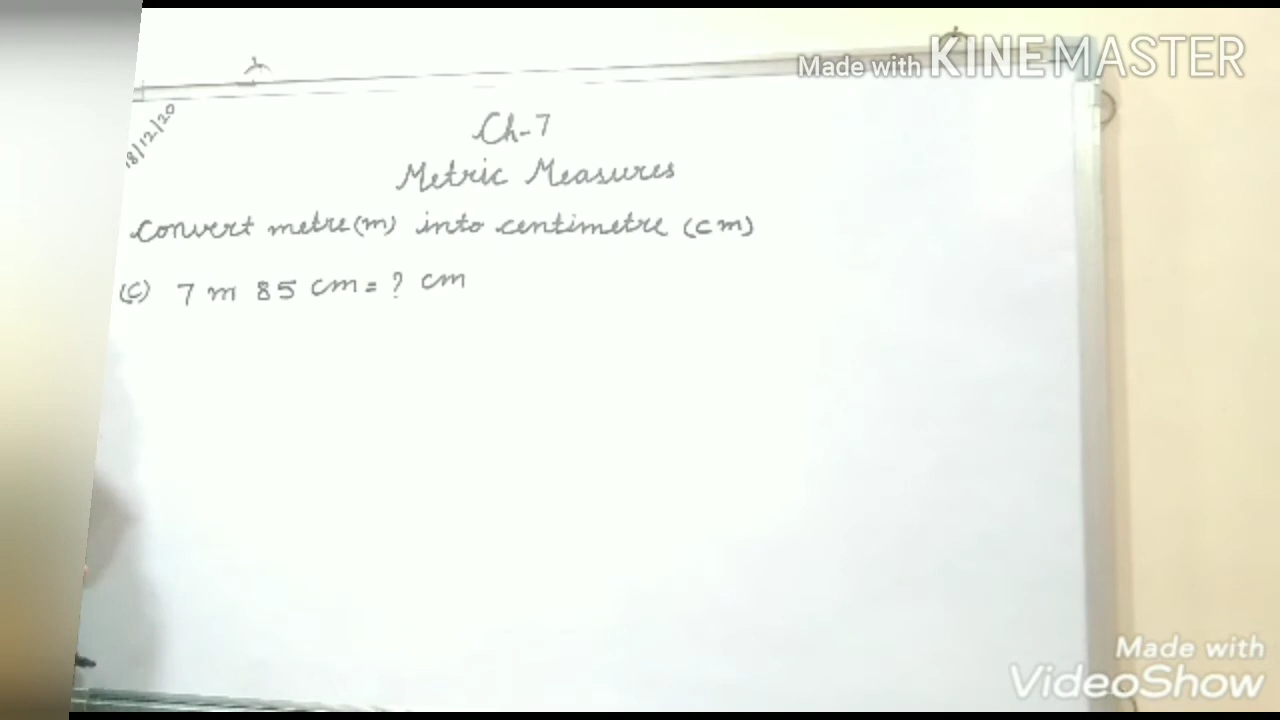 Made with KINEMASTER
18/12/20
Ch-7
Metric Measures
Convert metre(m) into centimetre (cm)
(C) 7 m 85 cm = ? cm
Made with
VideoShow